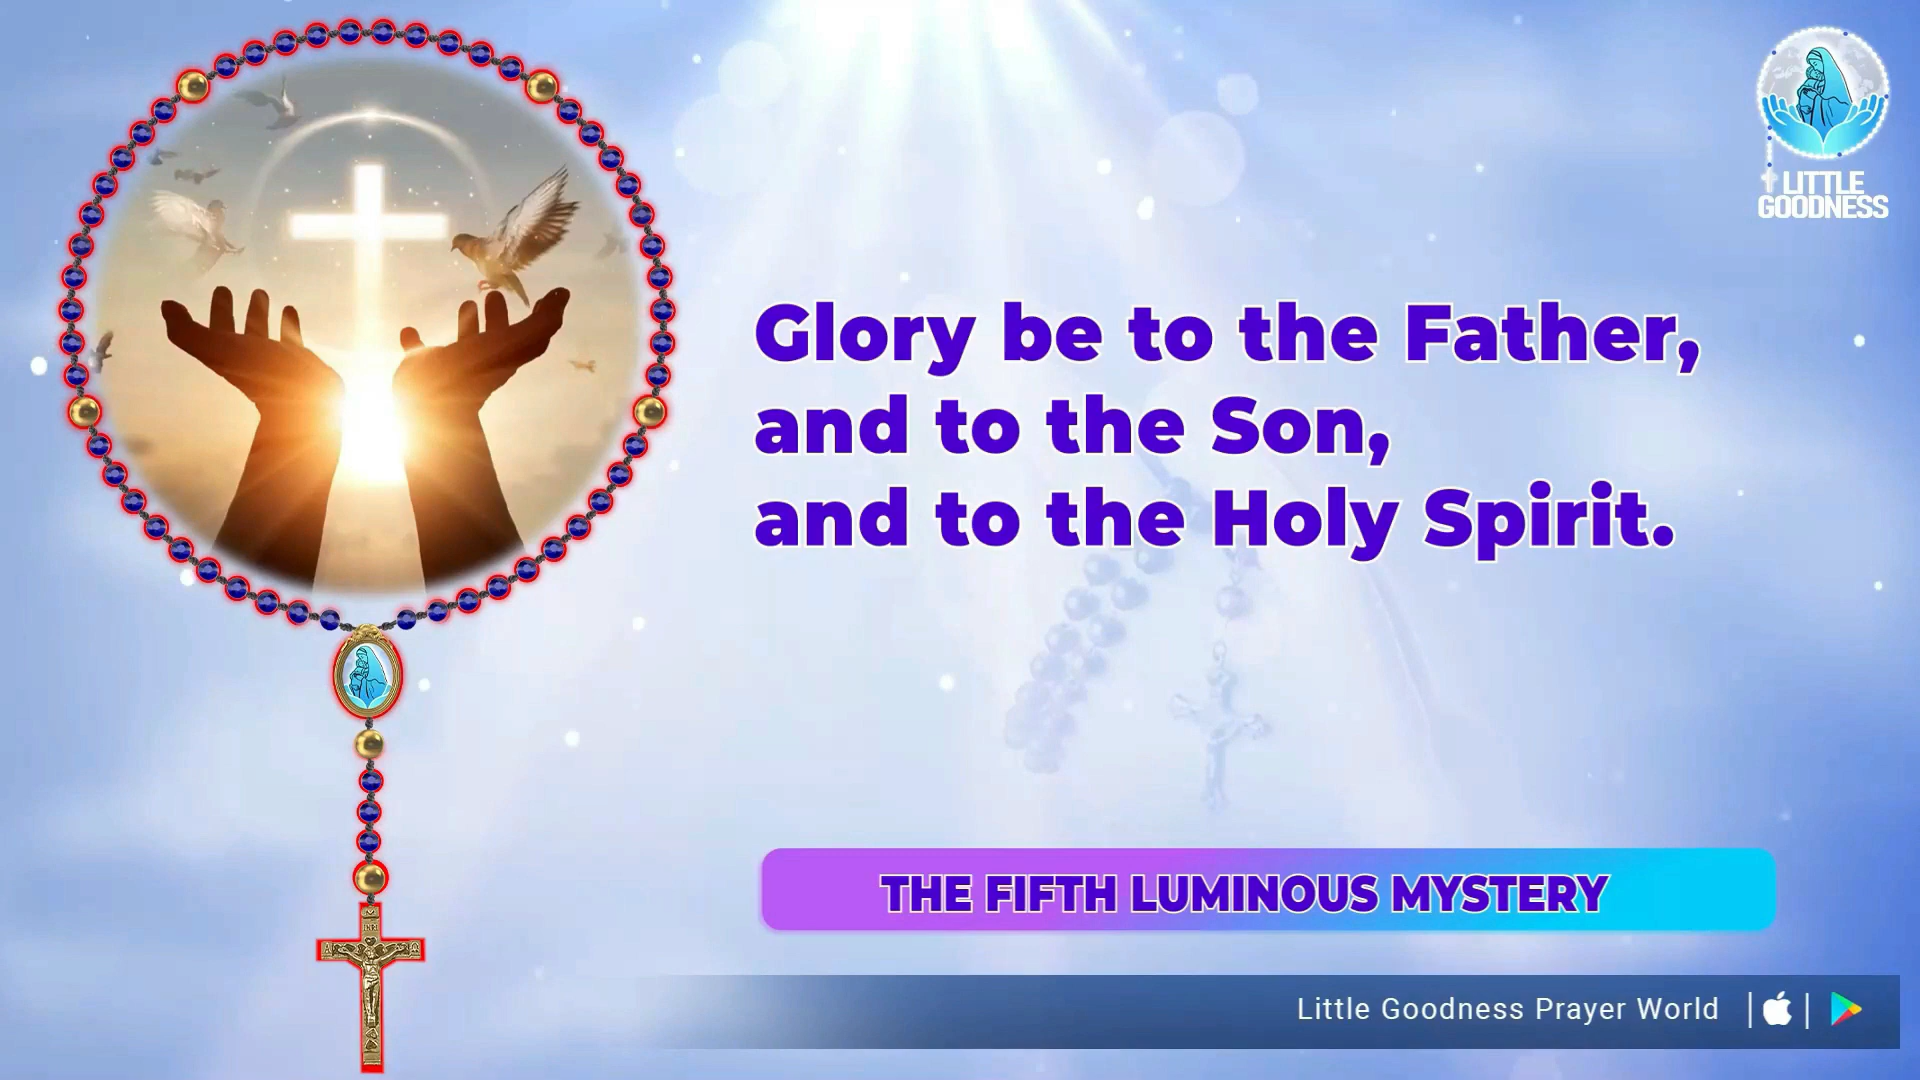 LITTLE
GOODNESS
Glory be to the Father,
and to the Son,
and to the Holy Spirit.
THE FIFTH LUMINOUS MYSTERY
INRI
Little Goodness Prayer World